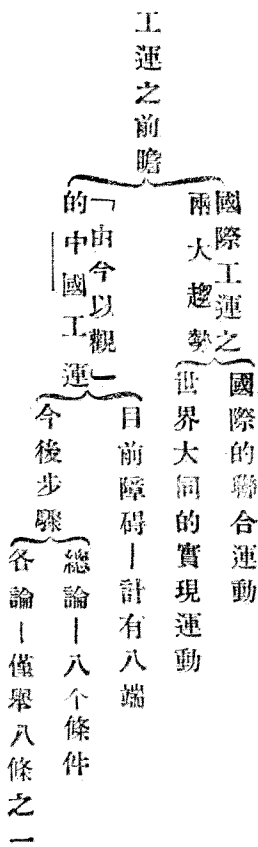 工運之前瞻
國際工運之
兩大趨勢
國際的聯合運動
世界大同的實現運動
「由今以觀」
的中國工運
目前障碍—計有八端
今後步驟
總論—八个條件
各論—僅舉八條之一